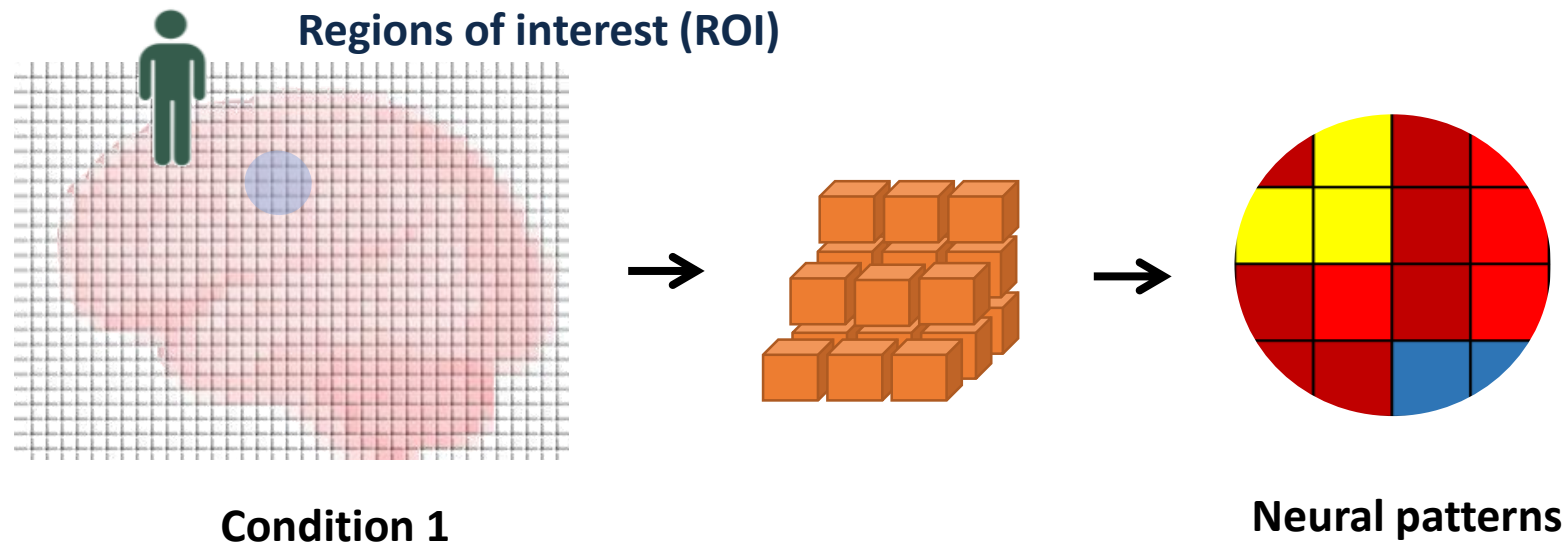 Regions of interest (ROI)
Condition 1
Neural patterns